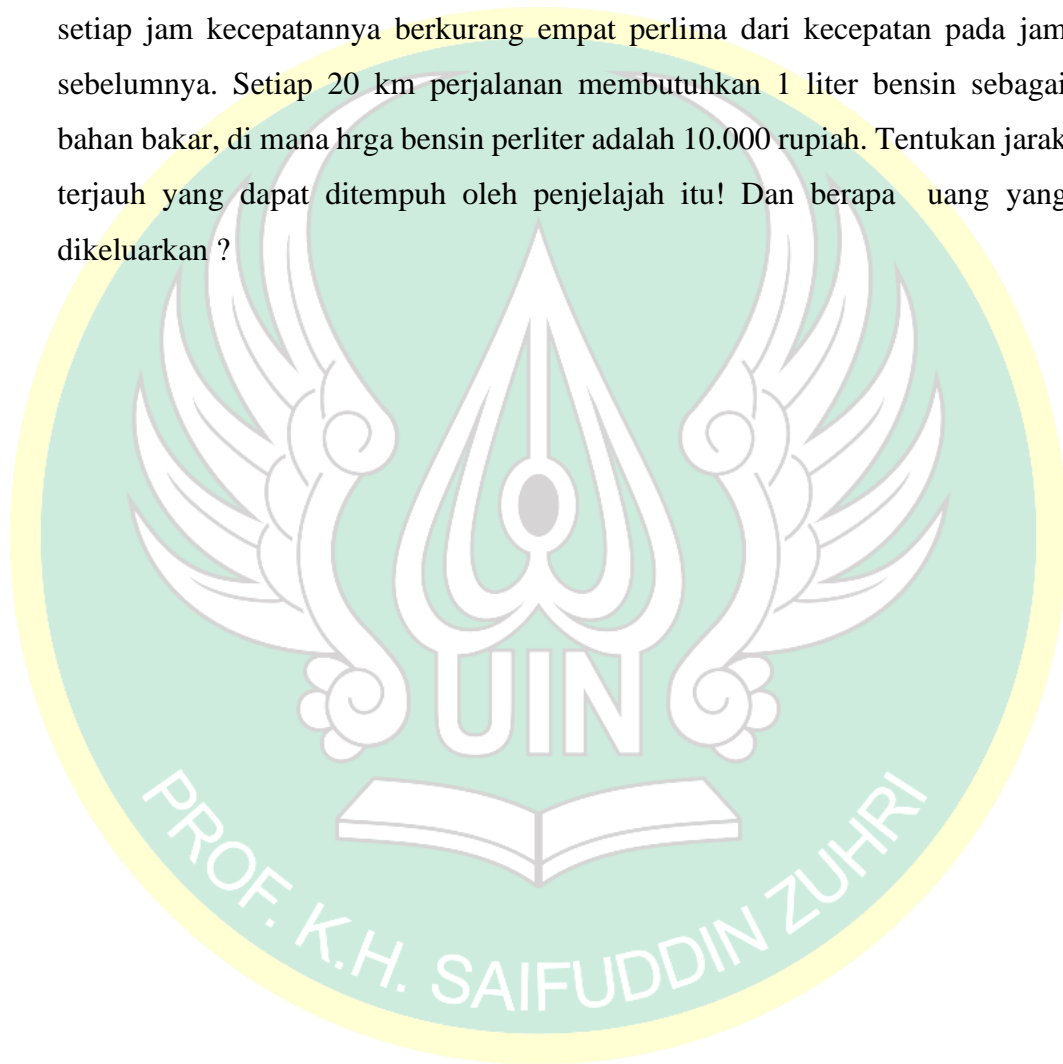 setiap jam kecepatannya berkurang empat perlima dari kecepatan pada jam
sebelumnya. Setiap 20 km perjalanan membutuhkan 1 liter bensin sebagai
bahan bakar, di mana hrga bensin perliter adalah 10.000 rupiah. Tentukan jarak
terjauh yang dapat ditempuh oleh penjelajah itu! Dan berapa uang yang
dikeluarkan ?
UIN
PROF. K.H. SAIFUDDIN ZUHRI